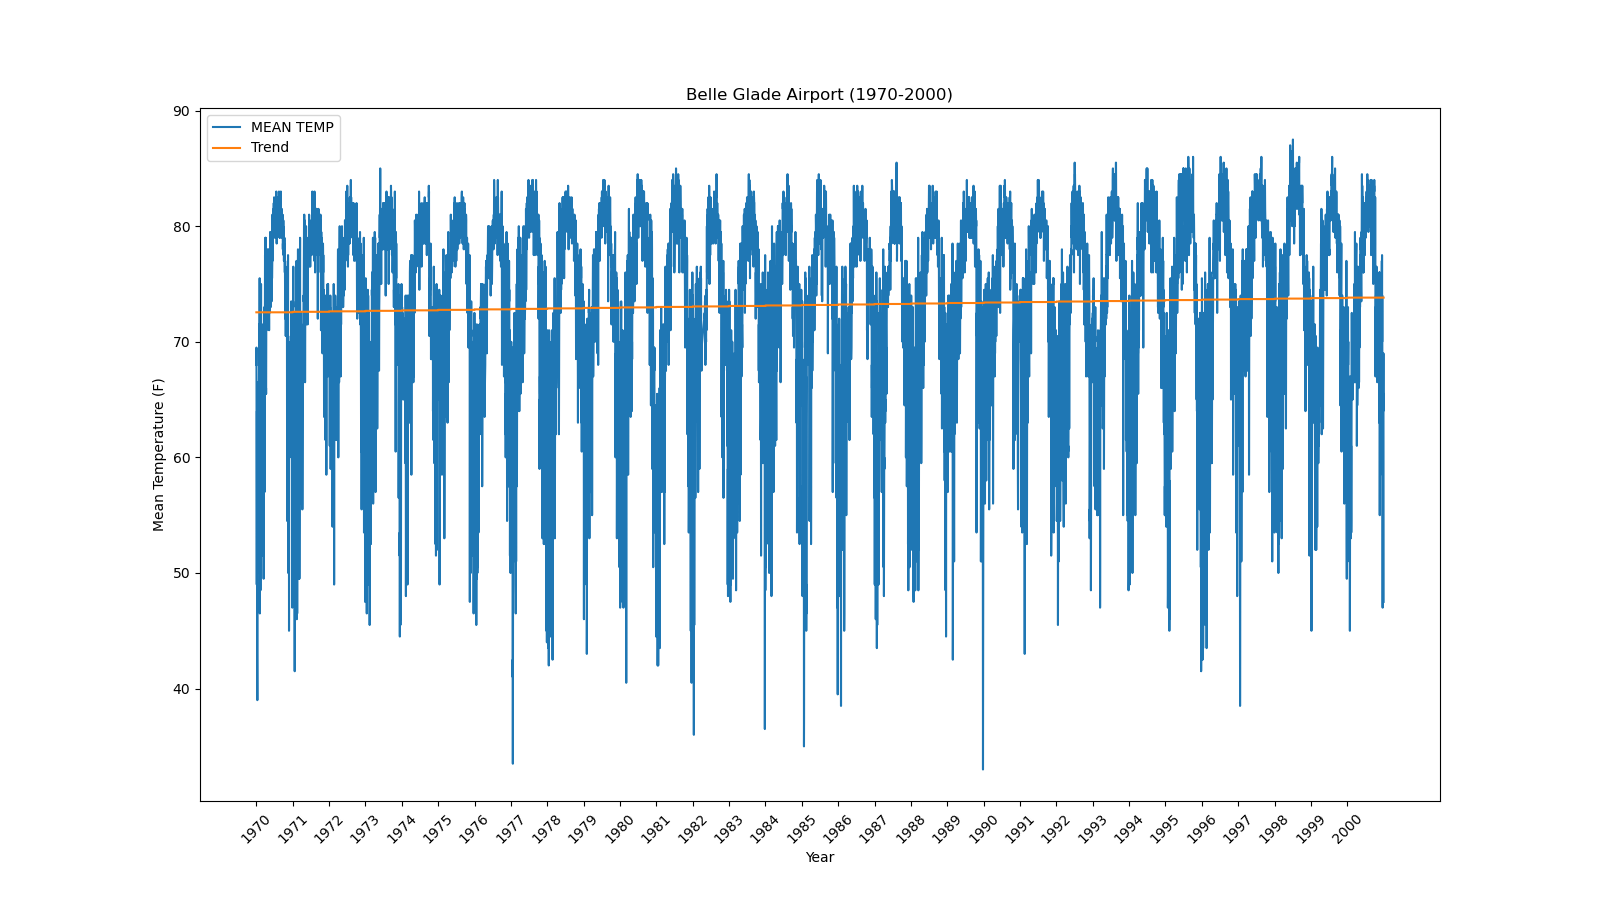 Belle Glade Airport (1970-2000)
MEAN TEMP
Trend
90
80
70
60
50
40
Mean Temperature (F)
1970 1971 1972 1973 1974 1975 1976 1977 1978 1979 1980 1981 1982 1983 1984 1985 1986 1987 1988 1989 1990 1991 1992 1993 1994 1995 1996 1997 1998 1999 2000
Year